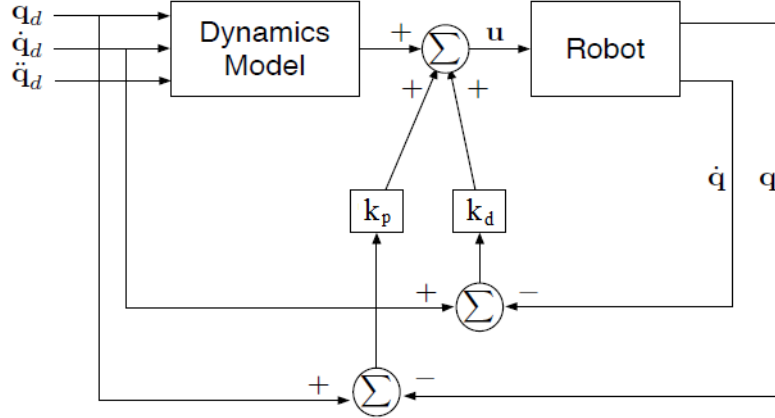 q_d
q̇_d
q̈_d
Dynamics
Model
+
Σ
u
Robot
+
+
q̇
q
k_p
k_d
+
Σ
−
+
Σ
−